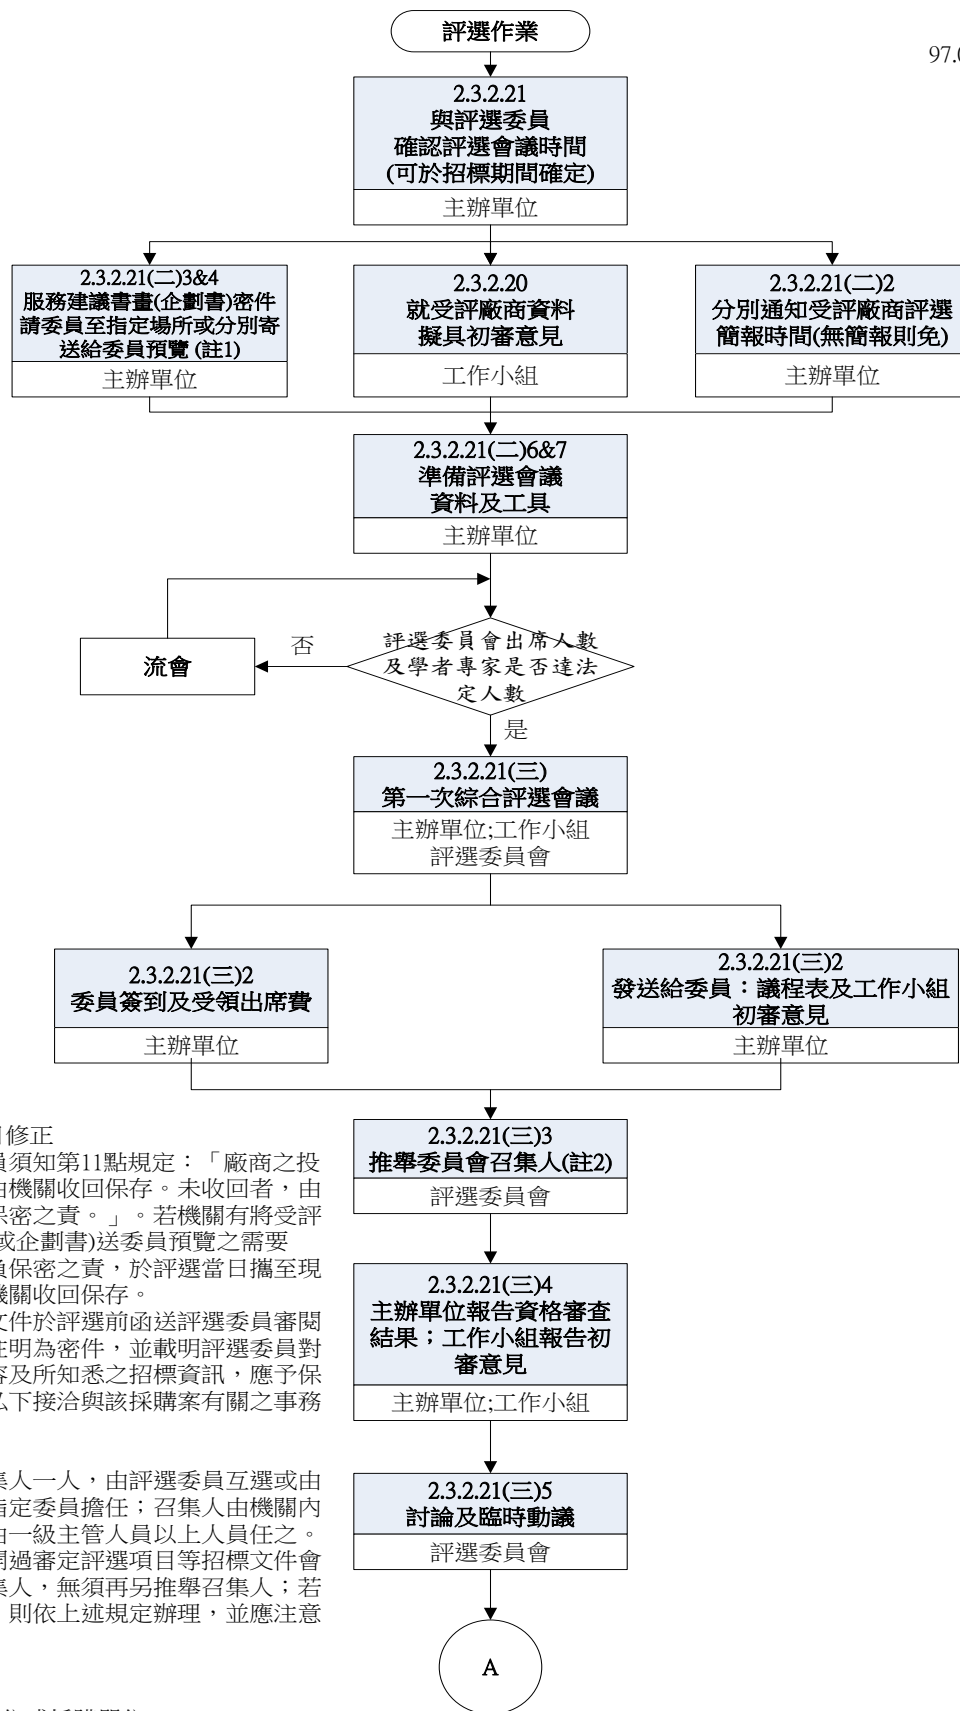 評選作業
97.0
2.3.2.21
與評選委員
確認評選會議時間
(可於招標期間確定)
主辦單位
2.3.2.21(二)3&4
服務建議書畫(企劃書)密件
請委員至指定場所或分別寄
送給委員預覽 (註1)
主辦單位
2.3.2.20
就受評廠商資料
擬具初審意見
工作小組
2.3.2.21(二)2
分別通知受評廠商評選
簡報時間(無簡報則免)
主辦單位
2.3.2.21(二)6&7
準備評選會議
資料及工具
主辦單位
評選委員會出席人數
及學者專家是否達法
定人數
否
流會
是
2.3.2.21(三)
第一次綜合評選會議
主辦單位;工作小組
評選委員會
2.3.2.21(三)2
委員簽到及受領出席費
主辦單位
2.3.2.21(三)2
發送給委員：議程表及工作小組
初審意見
主辦單位
2.3.2.21(三)3
推舉委員會召集人(註2)
評選委員會
2.3.2.21(三)4
主辦單位報告資格審查
結果；工作小組報告初
審意見
主辦單位;工作小組
2.3.2.21(三)5
討論及臨時動議
評選委員會
A
修正
員須知第11點規定：「廠商之投
由機關收回保存。未收回者，由
保密之責。」。若機關有將受評
或企劃書)送委員預覽之需要
負保密之責，於評選當日攜至現
機關收回保存。
文件於評選前函送評選委員審閱
註明為密件，並載明評選委員對
容及所知悉之招標資訊，應予保
私下接洽與該採購案有關之事務
集人一人，由評選委員互選或由
指定委員擔任；召集人由機關內
由一級主管人員以上人員任之。
開過審定評選項目等招標文件會
集人，無須再另推舉召集人；若
則依上述規定辦理，並應注意